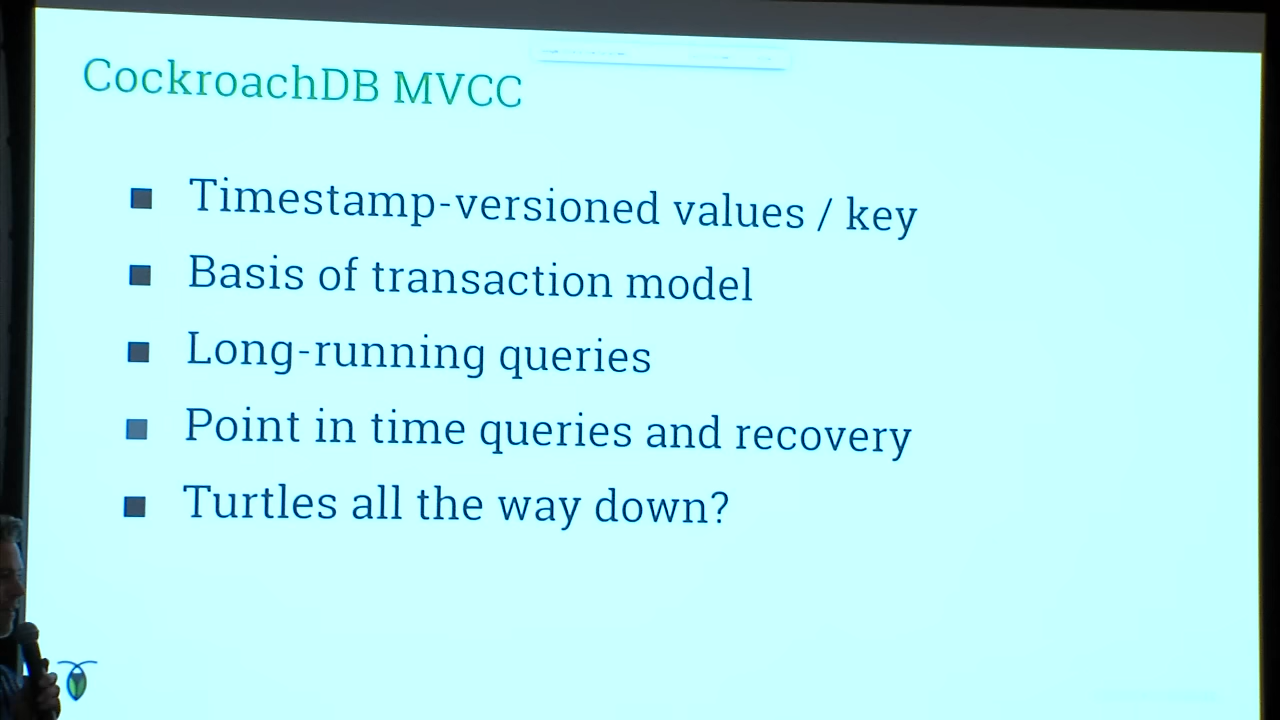 CockroachDB MVCC
Timestamp-versioned values / key
Basis of transaction model
Long-running queries
Point in time queries and recovery
Turtles all the way down?